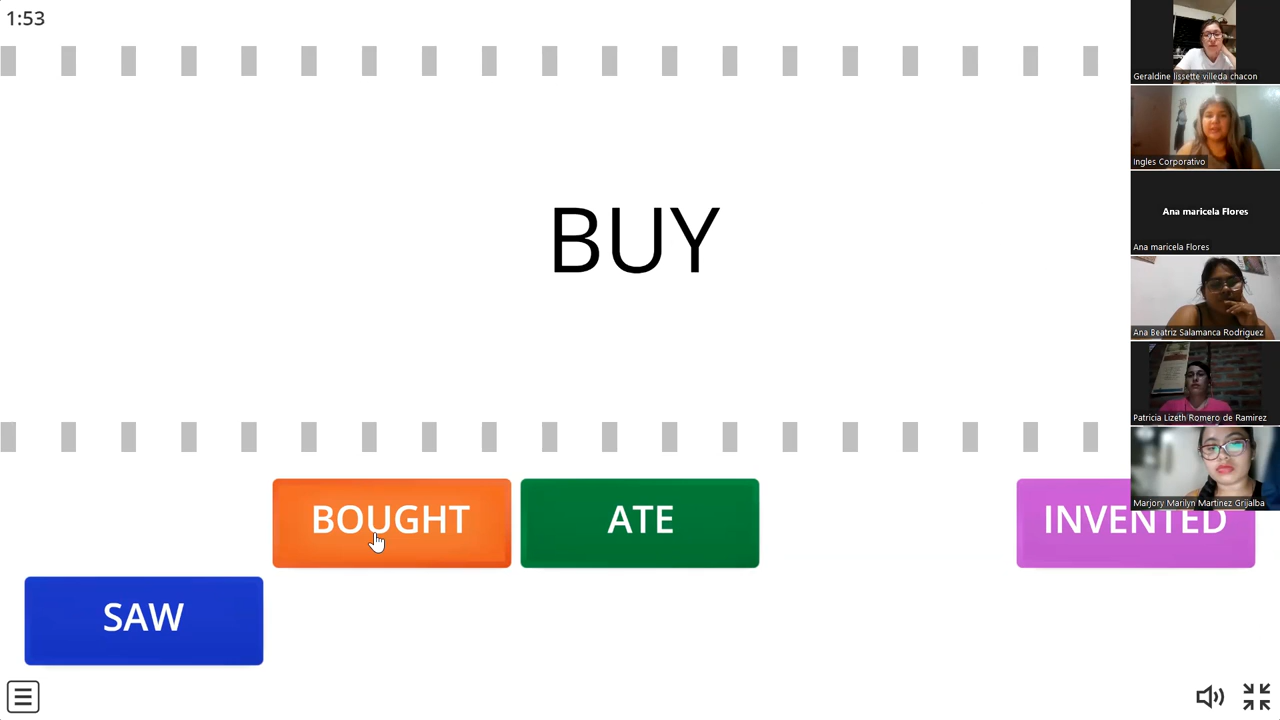 1:53
BUY
BOUGHT
ATE
INVENTED
SAW
Geraldine lissette villeda chacon
Ingles Corporativo
Ana maricela Flores
Ana maricela Flores
Ana Beatriz Salamanca Rodriguez
Patricia Lizeth Romero de Ramirez
Marjory Marilyn Martinez Grijalba